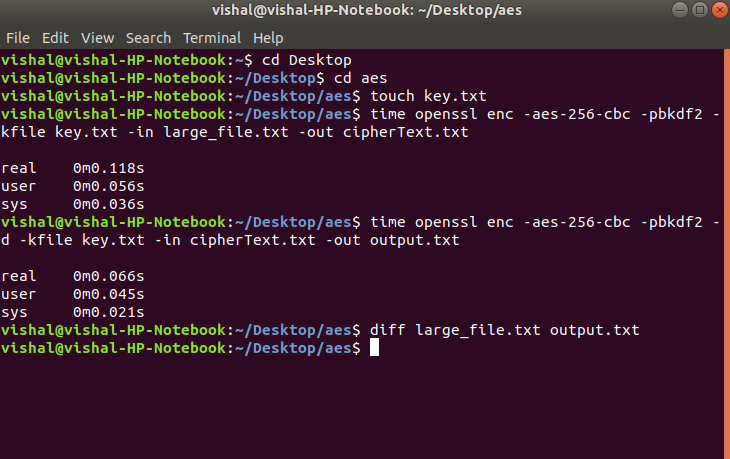 vishal@vishal-HP-Notebook: ~/Desktop/aes
File Edit View Search Terminal Help
vishal@vishal-HP-Notebook:~$ cd Desktop
vishal@vishal-HP-Notebook:~/Desktop$ cd aes
vishal@vishal-HP-Notebook:~/Desktop/aes$ touch key.txt
vishal@vishal-HP-Notebook:~/Desktop/aes$ time openssl enc -aes-256-cbc -pbkdf2 -
kfile key.txt -in large_file.txt -out cipherText.txt
real 0m0.118s
user 0m0.056s
sys 0m0.036s
vishal@vishal-HP-Notebook:~/Desktop/aes$ time openssl enc -aes-256-cbc -pbkdf2 -
d -kfile key.txt -in cipherText.txt -out output.txt
real 0m0.066s
user 0m0.045s
sys 0m0.021s
vishal@vishal-HP-Notebook:~/Desktop/aes$ diff large_file.txt output.txt
vishal@vishal-HP-Notebook:~/Desktop/aes$